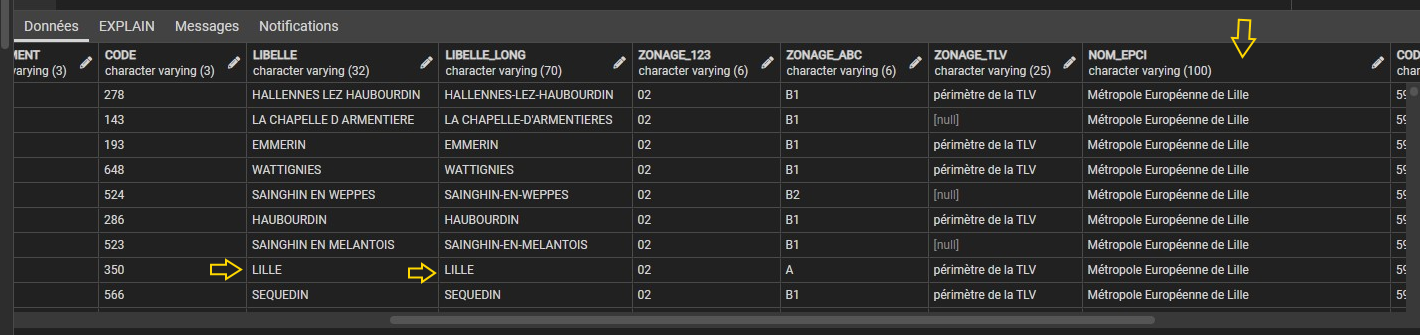 Données EXPLAIN Messages Notifications
MENT CODE LIBELLE LIBELLE_LONG ZONAGE_123 ZONAGE_ABC ZONAGE_TLV NOM_EPCI COD
varying (3) character varying (3) character varying (32) character varying (70) character varying (6) character varying (6) character varying (25) character varying (100) char
278 HALLENNES LEZ HAUBOURDIN HALLENNES-LEZ-HAUBOURDIN 02 B1 périmètre de la TLV Métropole Européenne de Lille 59
143 LA CHAPELLE D ARMENTIERE LA CHAPELLE-D'ARMENTIERES 02 B1 [null] Métropole Européenne de Lille 59
193 EMMERIN EMMERIN 02 B1 périmètre de la TLV Métropole Européenne de Lille 59
648 WATTIGNIES WATTIGNIES 02 B1 périmètre de la TLV Métropole Européenne de Lille 59
524 SAINGHIN EN WEPPES SAINGHIN-EN-WEPPES 02 B2 [null] Métropole Européenne de Lille 59
286 HAUBOURDIN HAUBOURDIN 02 B1 périmètre de la TLV Métropole Européenne de Lille 59
523 SAINGHIN EN MELANTOIS SAINGHIN-EN-MELANTOIS 02 B1 [null] Métropole Européenne de Lille 59
350 LILLE LILLE 02 A périmètre de la TLV Métropole Européenne de Lille 59
566 SEQUEDIN SEQUEDIN 02 B1 périmètre de la TLV Métropole Européenne de Lille 59